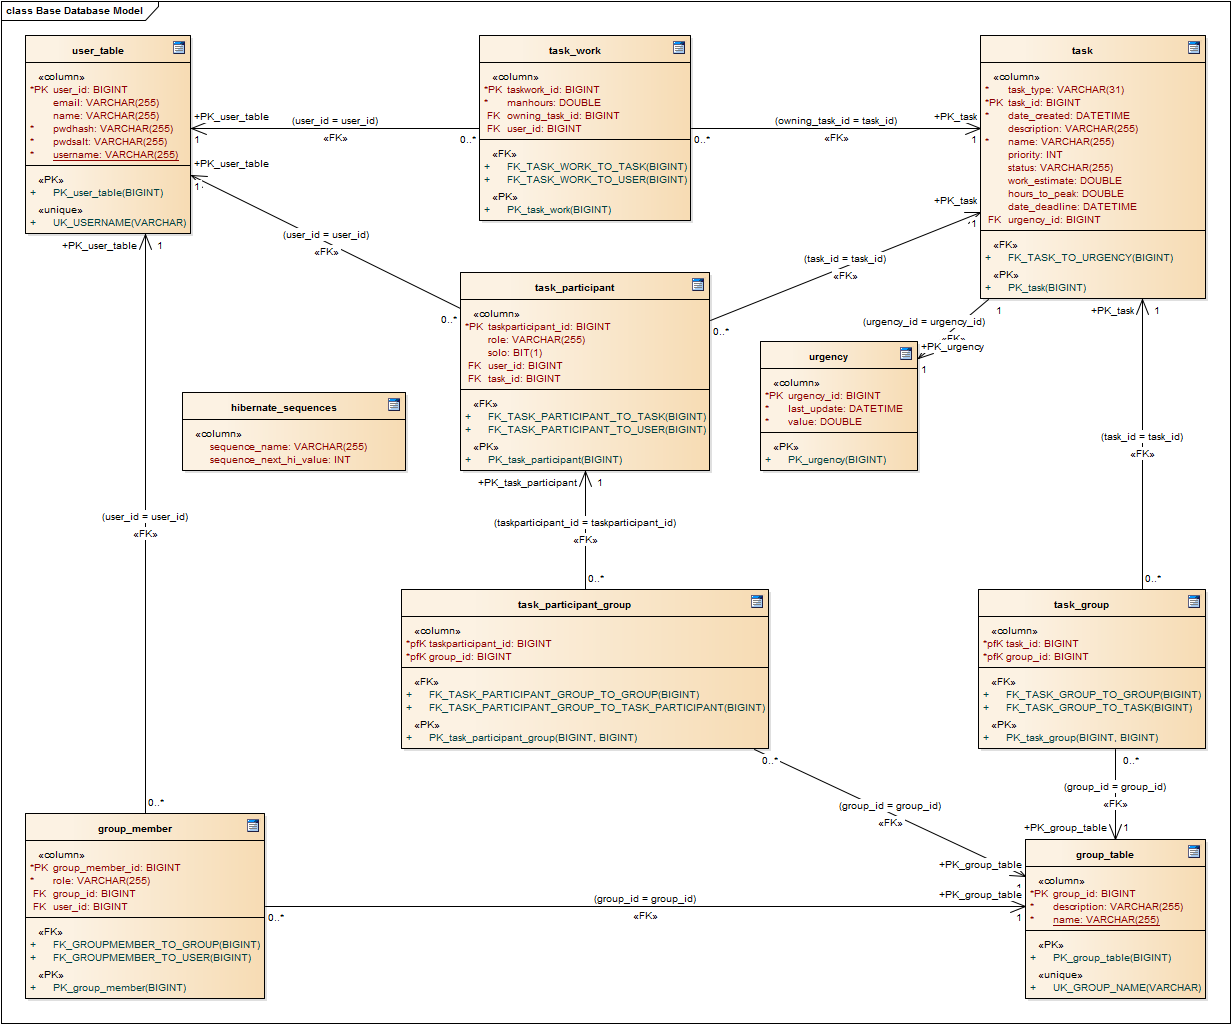 class Base Database Model
user_table
«column»
*PK user_id: BIGINT
email: VARCHAR(255)
name: VARCHAR(255)
* pwdhash: VARCHAR(255)
* pwdsalt: VARCHAR(255)
* username: VARCHAR(255)
«PK»
+ PK_user_table(BIGINT)
«unique»
+ UK_USERNAME(VARCHAR)
+PK_user_table
1
(user_id = user_id)
«FK»
0..*
task_work
«column»
*PK taskwork_id: BIGINT
* manhours: DOUBLE
FK owning_task_id: BIGINT
FK user_id: BIGINT
«FK»
+ FK_TASK_WORK_TO_TASK(BIGINT)
+ FK_TASK_WORK_TO_USER(BIGINT)
«PK»
+ PK_task_work(BIGINT)
0..*
(owning_task_id = task_id)
«FK»
+PK_task
1
task
«column»
* task_type: VARCHAR(31)
*PK task_id: BIGINT
* date_created: DATETIME
description: VARCHAR(255)
* name: VARCHAR(255)
priority: INT
status: VARCHAR(255)
work_estimate: DOUBLE
hours_to_peak: DOUBLE
date_deadline: DATETIME
FK urgency_id: BIGINT
«FK»
+ FK_TASK_TO_URGENCY(BIGINT)
«PK»
+ PK_task(BIGINT)
+PK_user_table
1
(user_id = user_id)
«FK»
0..*
+PK_task
1
(task_id = task_id)
«FK»
0..*
+PK_user_table
1
task_participant
«column»
*PK taskparticipant_id: BIGINT
role: VARCHAR(255)
solo: BIT(1)
FK user_id: BIGINT
FK task_id: BIGINT
«FK»
+ FK_TASK_PARTICIPANT_TO_TASK(BIGINT)
+ FK_TASK_PARTICIPANT_TO_USER(BIGINT)
«PK»
+ PK_task_participant(BIGINT)
1
(urgency_id = urgency_id)
«FK»
+PK_urgency
1
+PK_task
1
urgency
«column»
*PK urgency_id: BIGINT
* last_update: DATETIME
* value: DOUBLE
«PK»
+ PK_urgency(BIGINT)
hibernate_sequences
«column»
sequence_name: VARCHAR(255)
sequence_next_hi_value: INT
(task_id = task_id)
«FK»
0..*
+PK_task_participant
1
(taskparticipant_id = taskparticipant_id)
«FK»
0..*
(user_id = user_id)
«FK»
0..*
task_participant_group
«column»
*pfK taskparticipant_id: BIGINT
*pfK group_id: BIGINT
«FK»
+ FK_TASK_PARTICIPANT_GROUP_TO_GROUP(BIGINT)
+ FK_TASK_PARTICIPANT_GROUP_TO_TASK_PARTICIPANT(BIGINT)
«PK»
+ PK_task_participant_group(BIGINT, BIGINT)
task_group
«column»
*pfK task_id: BIGINT
*pfK group_id: BIGINT
«FK»
+ FK_TASK_GROUP_TO_GROUP(BIGINT)
+ FK_TASK_GROUP_TO_TASK(BIGINT)
«PK»
+ PK_task_group(BIGINT, BIGINT)
0..*
(group_id = group_id)
«FK»
+PK_group_table
1
0..*
(group_id = group_id)
«FK»
+PK_group_table
1
group_member
«column»
*PK group_member_id: BIGINT
* role: VARCHAR(255)
FK group_id: BIGINT
FK user_id: BIGINT
«FK»
+ FK_GROUPMEMBER_TO_GROUP(BIGINT)
+ FK_GROUPMEMBER_TO_USER(BIGINT)
«PK»
+ PK_group_member(BIGINT)
0..*
(group_id = group_id)
«FK»
+PK_group_table
1
group_table
«column»
*PK group_id: BIGINT
* description: VARCHAR(255)
* name: VARCHAR(255)
«PK»
+ PK_group_table(BIGINT)
«unique»
+ UK_GROUP_NAME(VARCHAR)